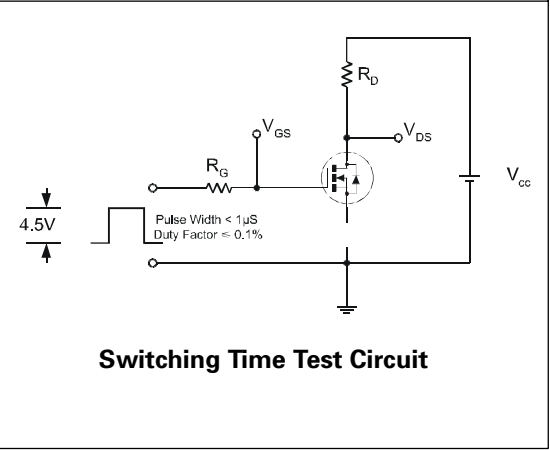 R_D
V_GS
V_DS
R_G
V_cc
4.5V
Pulse Width < 1µS
Duty Factor ≤ 0.1%
Switching Time Test Circuit